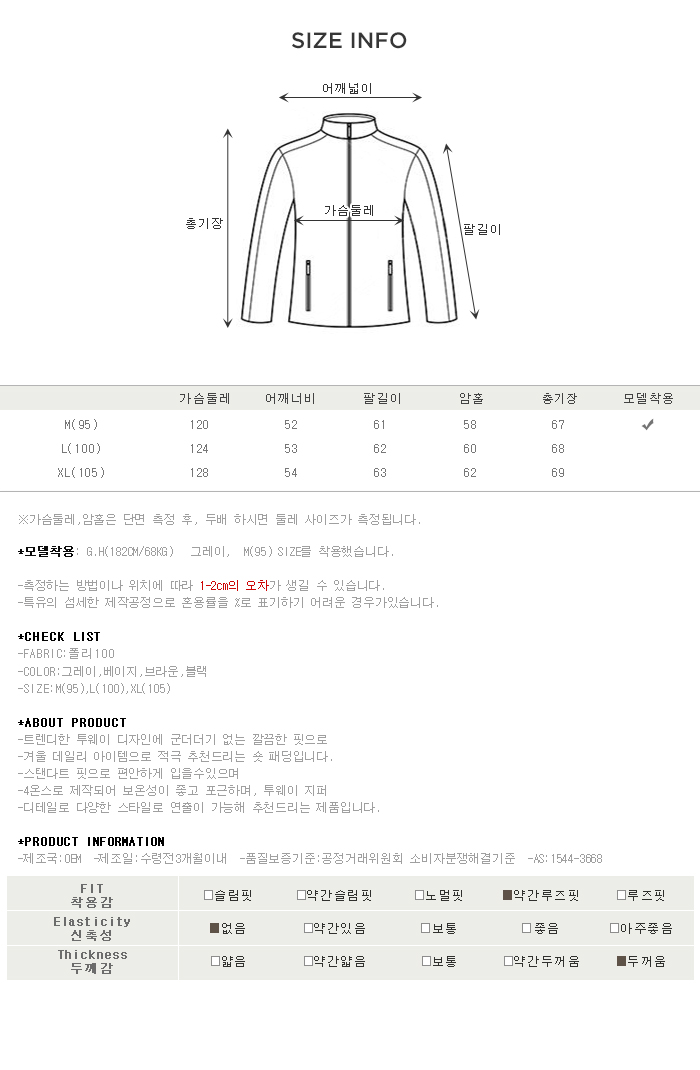 SIZE INFO
어깨넓이
총기장
가슴둘레
팔길이
가슴둘레 어깨너비 팔길이 암홀 총기장 모델착용
M(95) 120 52 61 58 67 ✔
L(100) 124 53 62 60 68
XL(105) 128 54 63 62 69
※가슴둘레,암홀은 단면 측정 후, 두배 하시면 둘레 사이즈가 측정됩니다.
*모델착용: G.H(182CM/68KG) 그레이, M(95)SIZE를 착용했습니다.
-측정하는 방법이나 위치에 따라 1-2cm의 오차가 생길 수 있습니다.
-특유의 섬세한 제작공정으로 혼용률을 %로 표기하기 어려운 경우가있습니다.
*CHECK LIST
-FABRIC:폴리100
-COLOR:그레이,베이지,브라운,블랙
-SIZE:M(95),L(100),XL(105)
*ABOUT PRODUCT
-트렌디한 투웨이 디자인에 군더더기 없는 깔끔한 핏으로
-겨울 데일리 아이템으로 적극 추천드리는 숏 패딩입니다.
-스탠다트 핏으로 편안하게 입을수있으며
-4온스로 제작되어 보온성이 좋고 포근하며, 투웨이 지퍼
-디테일로 다양한 스타일로 연출이 가능해 추천드리는 제품입니다.
*PRODUCT INFORMATION
-제조국:OEM -제조일:수령전3개월이내 -품질보증기준:공정거래위원회 소비자분쟁해결기준 -AS:1544-3668
FIT
착용감
□슬림핏 □약간슬림핏 □노멀핏 ■약간루즈핏 □루즈핏
Elasticity
신축성
■없음 □약간있음 □보통 □좋음 □아주좋음
Thickness
두께감
□얇음 □약간얇음 □보통 □약간두꺼움 ■두꺼움